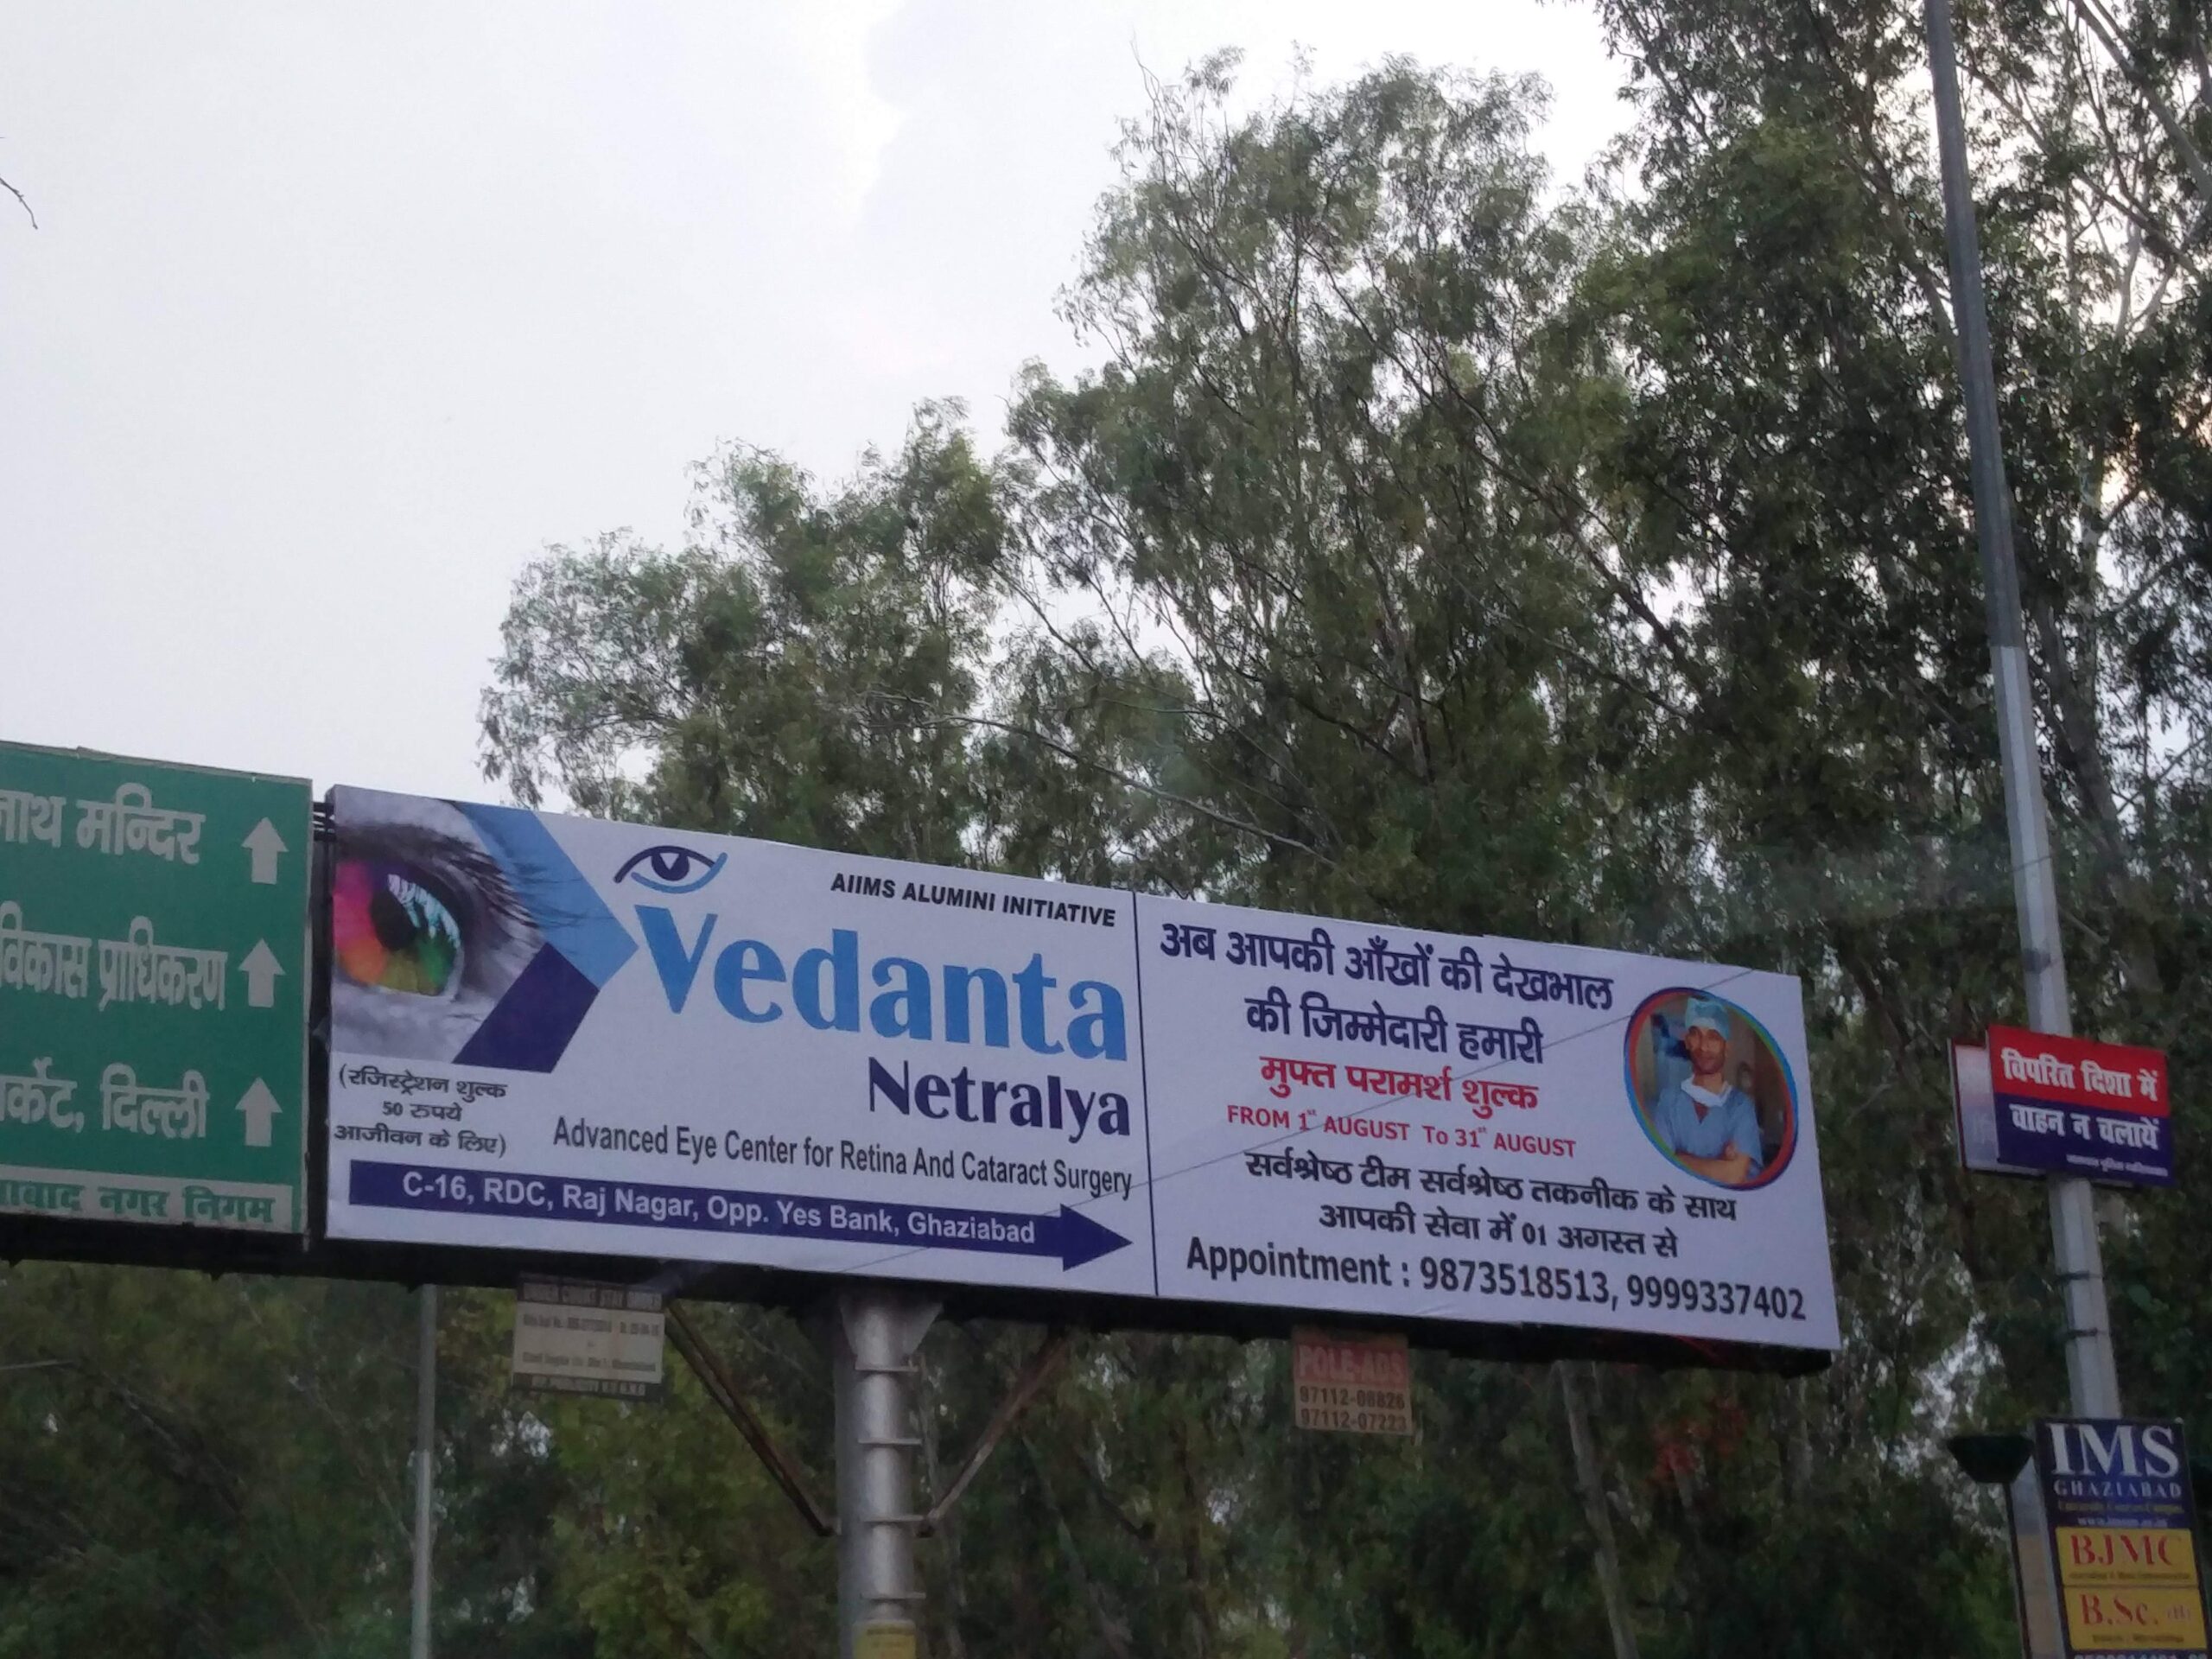 मन्दिर
विकास प्राधिकरण
दिल्ली
नगर निगम
AIIMS ALUMINI INITIATIVE
Vedanta
Netralya
(रजिस्ट्रेशन शुल्क
50 रुपये
आजीवन के लिए)
Advanced Eye Center for Retina And Cataract Surgery
C-16, RDC, Raj Nagar, Opp. Yes Bank, Ghaziabad
अब आपकी आँखों की देखभाल
की जिम्मेदारी हमारी
मुफ्त परामर्श शुल्क
FROM 1st AUGUST To 31st AUGUST
सर्वश्रेष्ठ टीम सर्वश्रेष्ठ तकनीक के साथ
आपकी सेवा में 01 अगस्त से
Appointment : 9873518513, 9999337402
POLE-ADS
97112-08826
97112-07223
विपरित दिशा में
वाहन न चलायें
IMS
GHAZIABAD
BJMC
B.Sc.